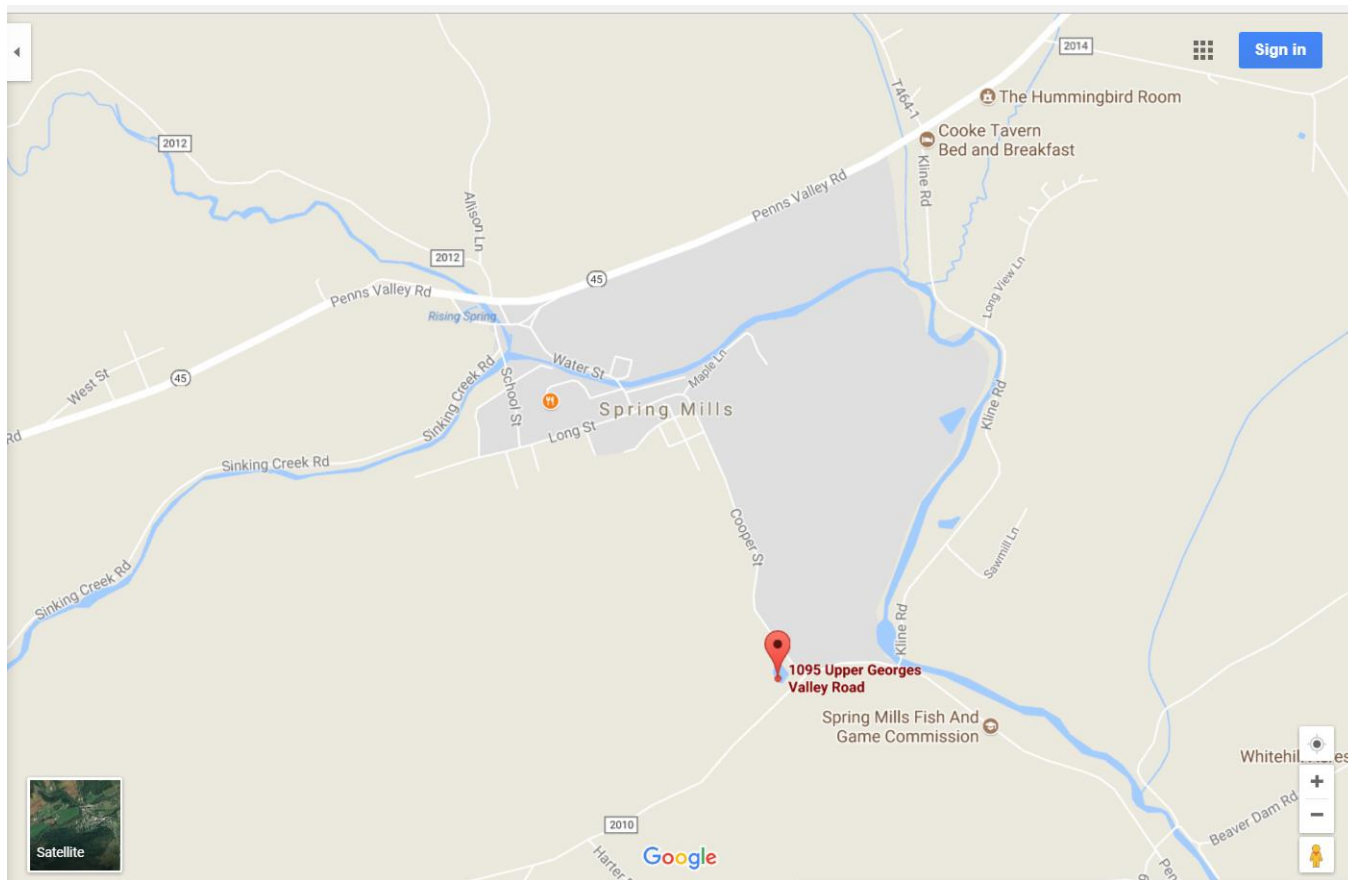 Sign in
2014
T464-1
The Hummingbird Room
Cooke Tavern
Bed and Breakfast
2012
Kline Rd
Penns Valley Rd
Allison Ln
2012
45
Long View Ln
Penns Valley Rd
Rising Spring
Water St
Maple Ln
West St
45
School St
Sinking Creek Rd
Spring Mills
Kline Rd
Long St
Rd
Sinking Creek Rd
Cooper St
Sawmill Ln
Sinking Creek Rd
Kline Rd
1095 Upper Georges
Valley Road
Spring Mills Fish And
Game Commission
Beaver Dam Rd
2010
Satellite
Google